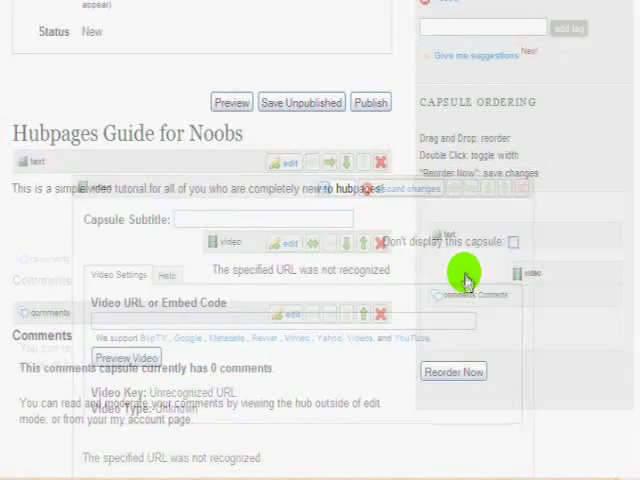 appear)
Status New
add tag
Give me suggestions New!
Preview Save Unpublished Publish
CAPSULE ORDERING
Hubpages Guide for Noobs
Drag and Drop: reorder
Double Click: toggle width
"Reorder Now": save changes
text edit
This is a simple tutorial for all of you who are completely new to hubpages!
video discard changes
Capsule Subtitle:
Don't display this capsule:
text
video edit
The specified URL was not recognized
video
Video Settings Help
comments Comments
Video URL or Embed Code
comments edit
We support BlipTV, Google, Metacafe, Revver, Vimeo, Yahoo! Videos, and YouTube.
Comments
Preview Video
This comments capsule currently has 0 comments.
Reorder Now
Video Key: Unrecognized URL
You can read and moderate your comments by viewing the hub outside of edit
Video Type: Unknown
mode, or from your my account page.
The specified URL was not recognized